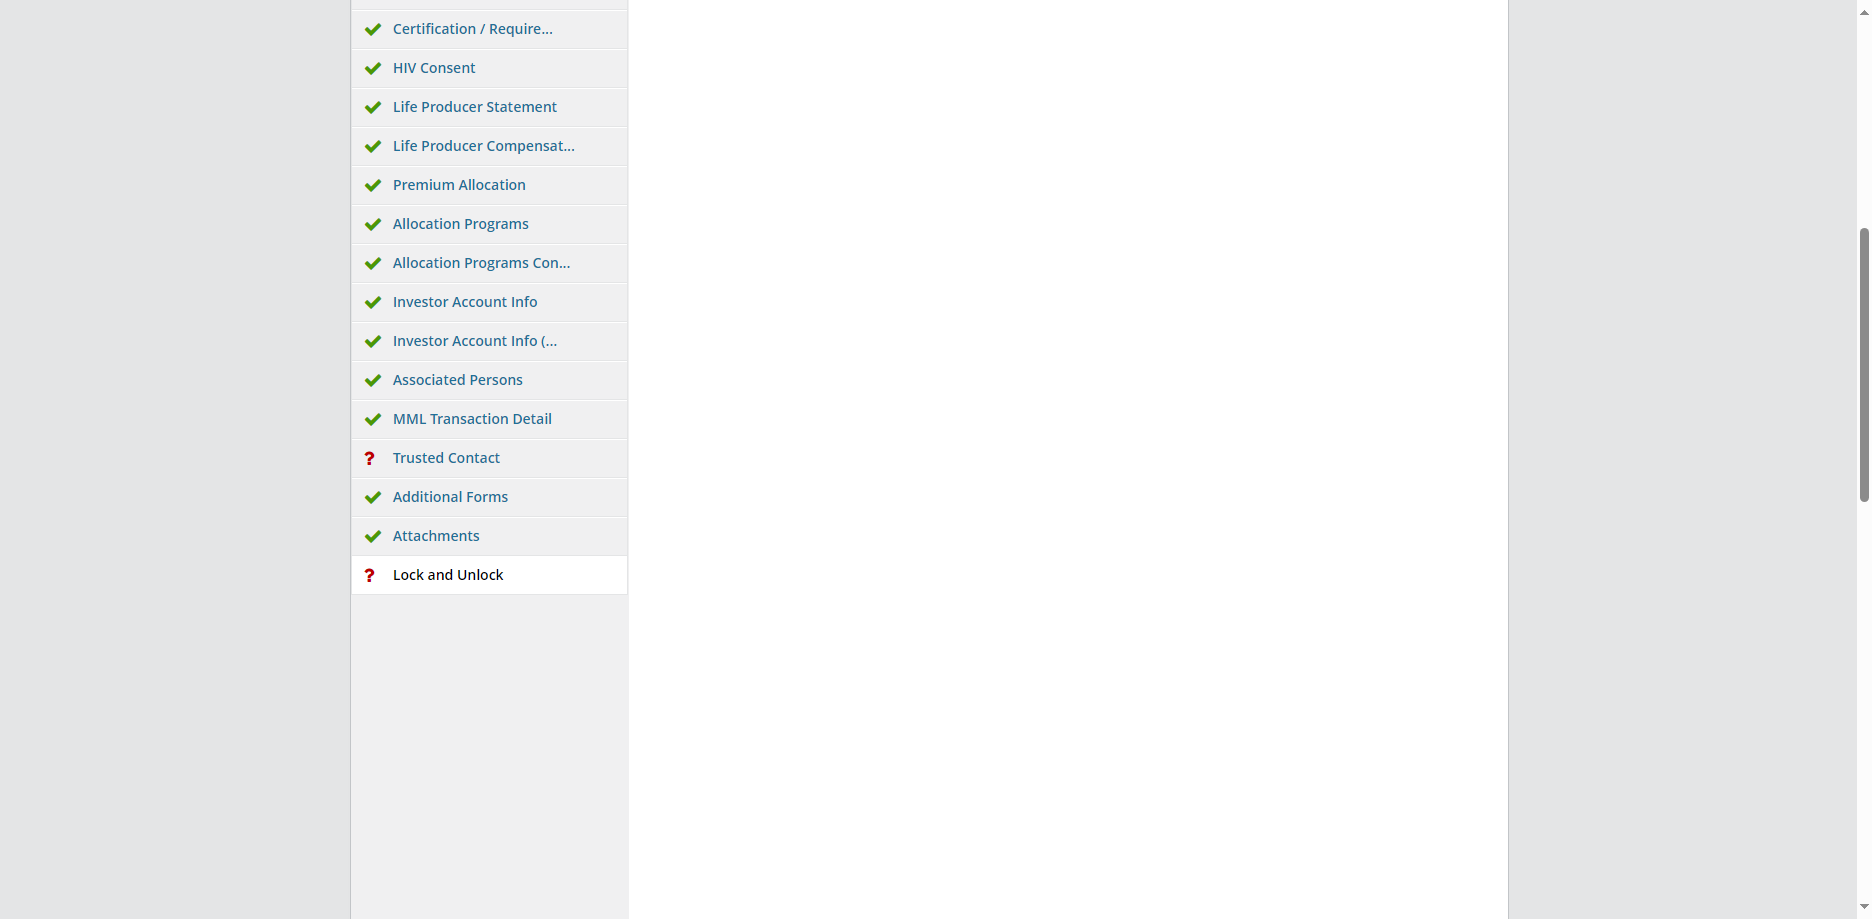 Certification / Require...
HIV Consent
Life Producer Statement
Life Producer Compensat...
Premium Allocation
Allocation Programs
Allocation Programs Con...
Investor Account Info
Investor Account Info (...
Associated Persons
MML Transaction Detail
? Trusted Contact
Additional Forms
Attachments
? Lock and Unlock